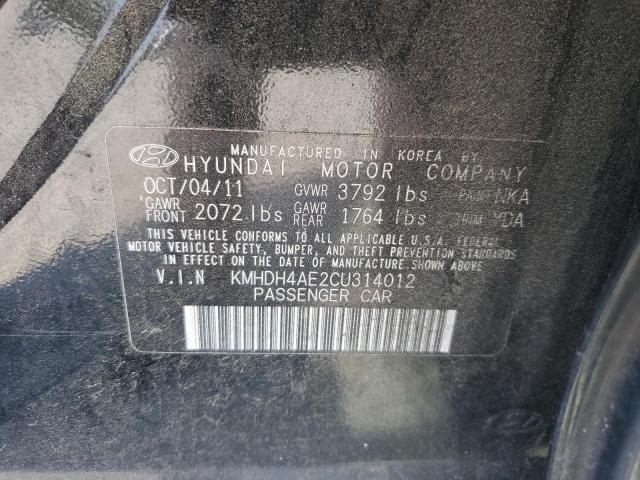 MANUFACTURED IN KOREA BY
HYUNDAI MOTOR COMPANY
OCT/04/11 GVWR 3792 lbs PAINT NKA
GAWR FRONT 2072 lbs GAWR REAR 1764 lbs TRIM YDA
THIS VEHICLE CONFORMS TO ALL APPLICABLE U.S.A. FEDERAL
MOTOR VEHICLE SAFETY, BUMPER, AND THEFT PREVENTION STANDARDS
IN EFFECT ON THE DATE OF MANUFACTURE SHOWN ABOVE.
V.I.N KMHDH4AE2CU314012
PASSENGER CAR